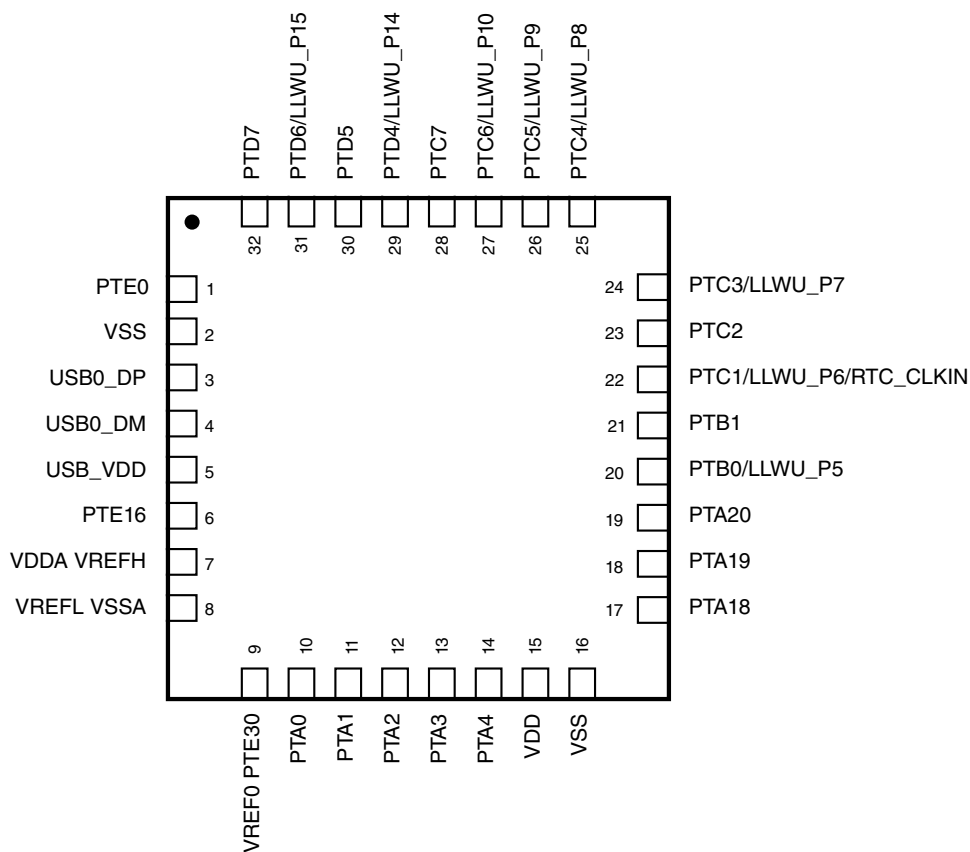 PTD7
PTD6/LLWU_P15
PTD5
PTD4/LLWU_P14
PTC7
PTC6/LLWU_P10
PTC5/LLWU_P9
PTC4/LLWU_P8
32
31
30
29
28
27
26
25
PTE0 1
VSS 2
USB0_DP 3
USB0_DM 4
USB_VDD 5
PTE16 6
VDDA VREFH 7
VREFL VSSA 8
24 PTC3/LLWU_P7
23 PTC2
22 PTC1/LLWU_P6/RTC_CLKIN
21 PTB1
20 PTB0/LLWU_P5
19 PTA20
18 PTA19
17 PTA18
9
10
11
12
13
14
15
16
VREF0 PTE30
PTA0
PTA1
PTA2
PTA3
PTA4
VDD
VSS